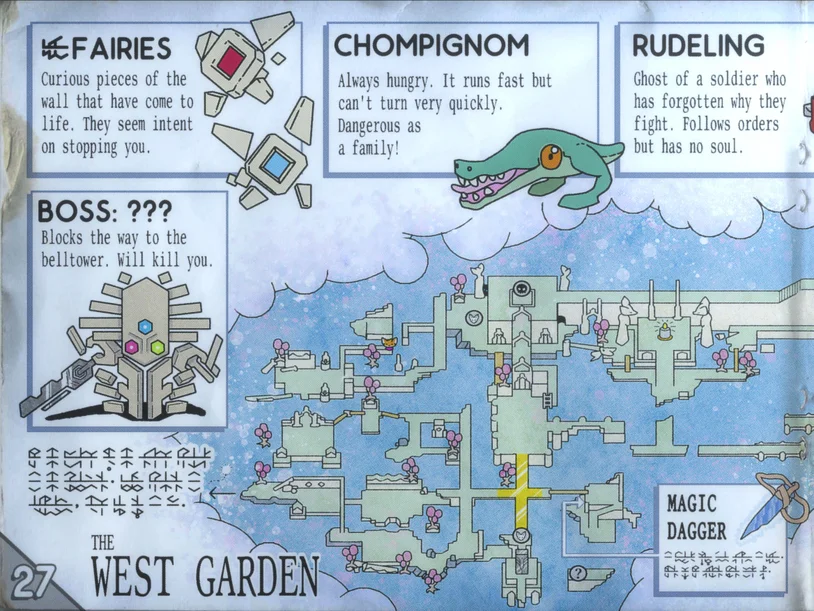 FAIRIES
Curious pieces of the
wall that have come to
life. They seem intent
on stopping you.
CHOMPIGNOM
Always hungry. It runs fast but
can't turn very quickly.
Dangerous as
a family!
RUDELING
Ghost of a soldier who
has forgotten why they
fight. Follows orders
but has no soul.
BOSS: ???
Blocks the way to the
belltower. Will kill you.
?
MAGIC
DAGGER
THE
WEST GARDEN
27